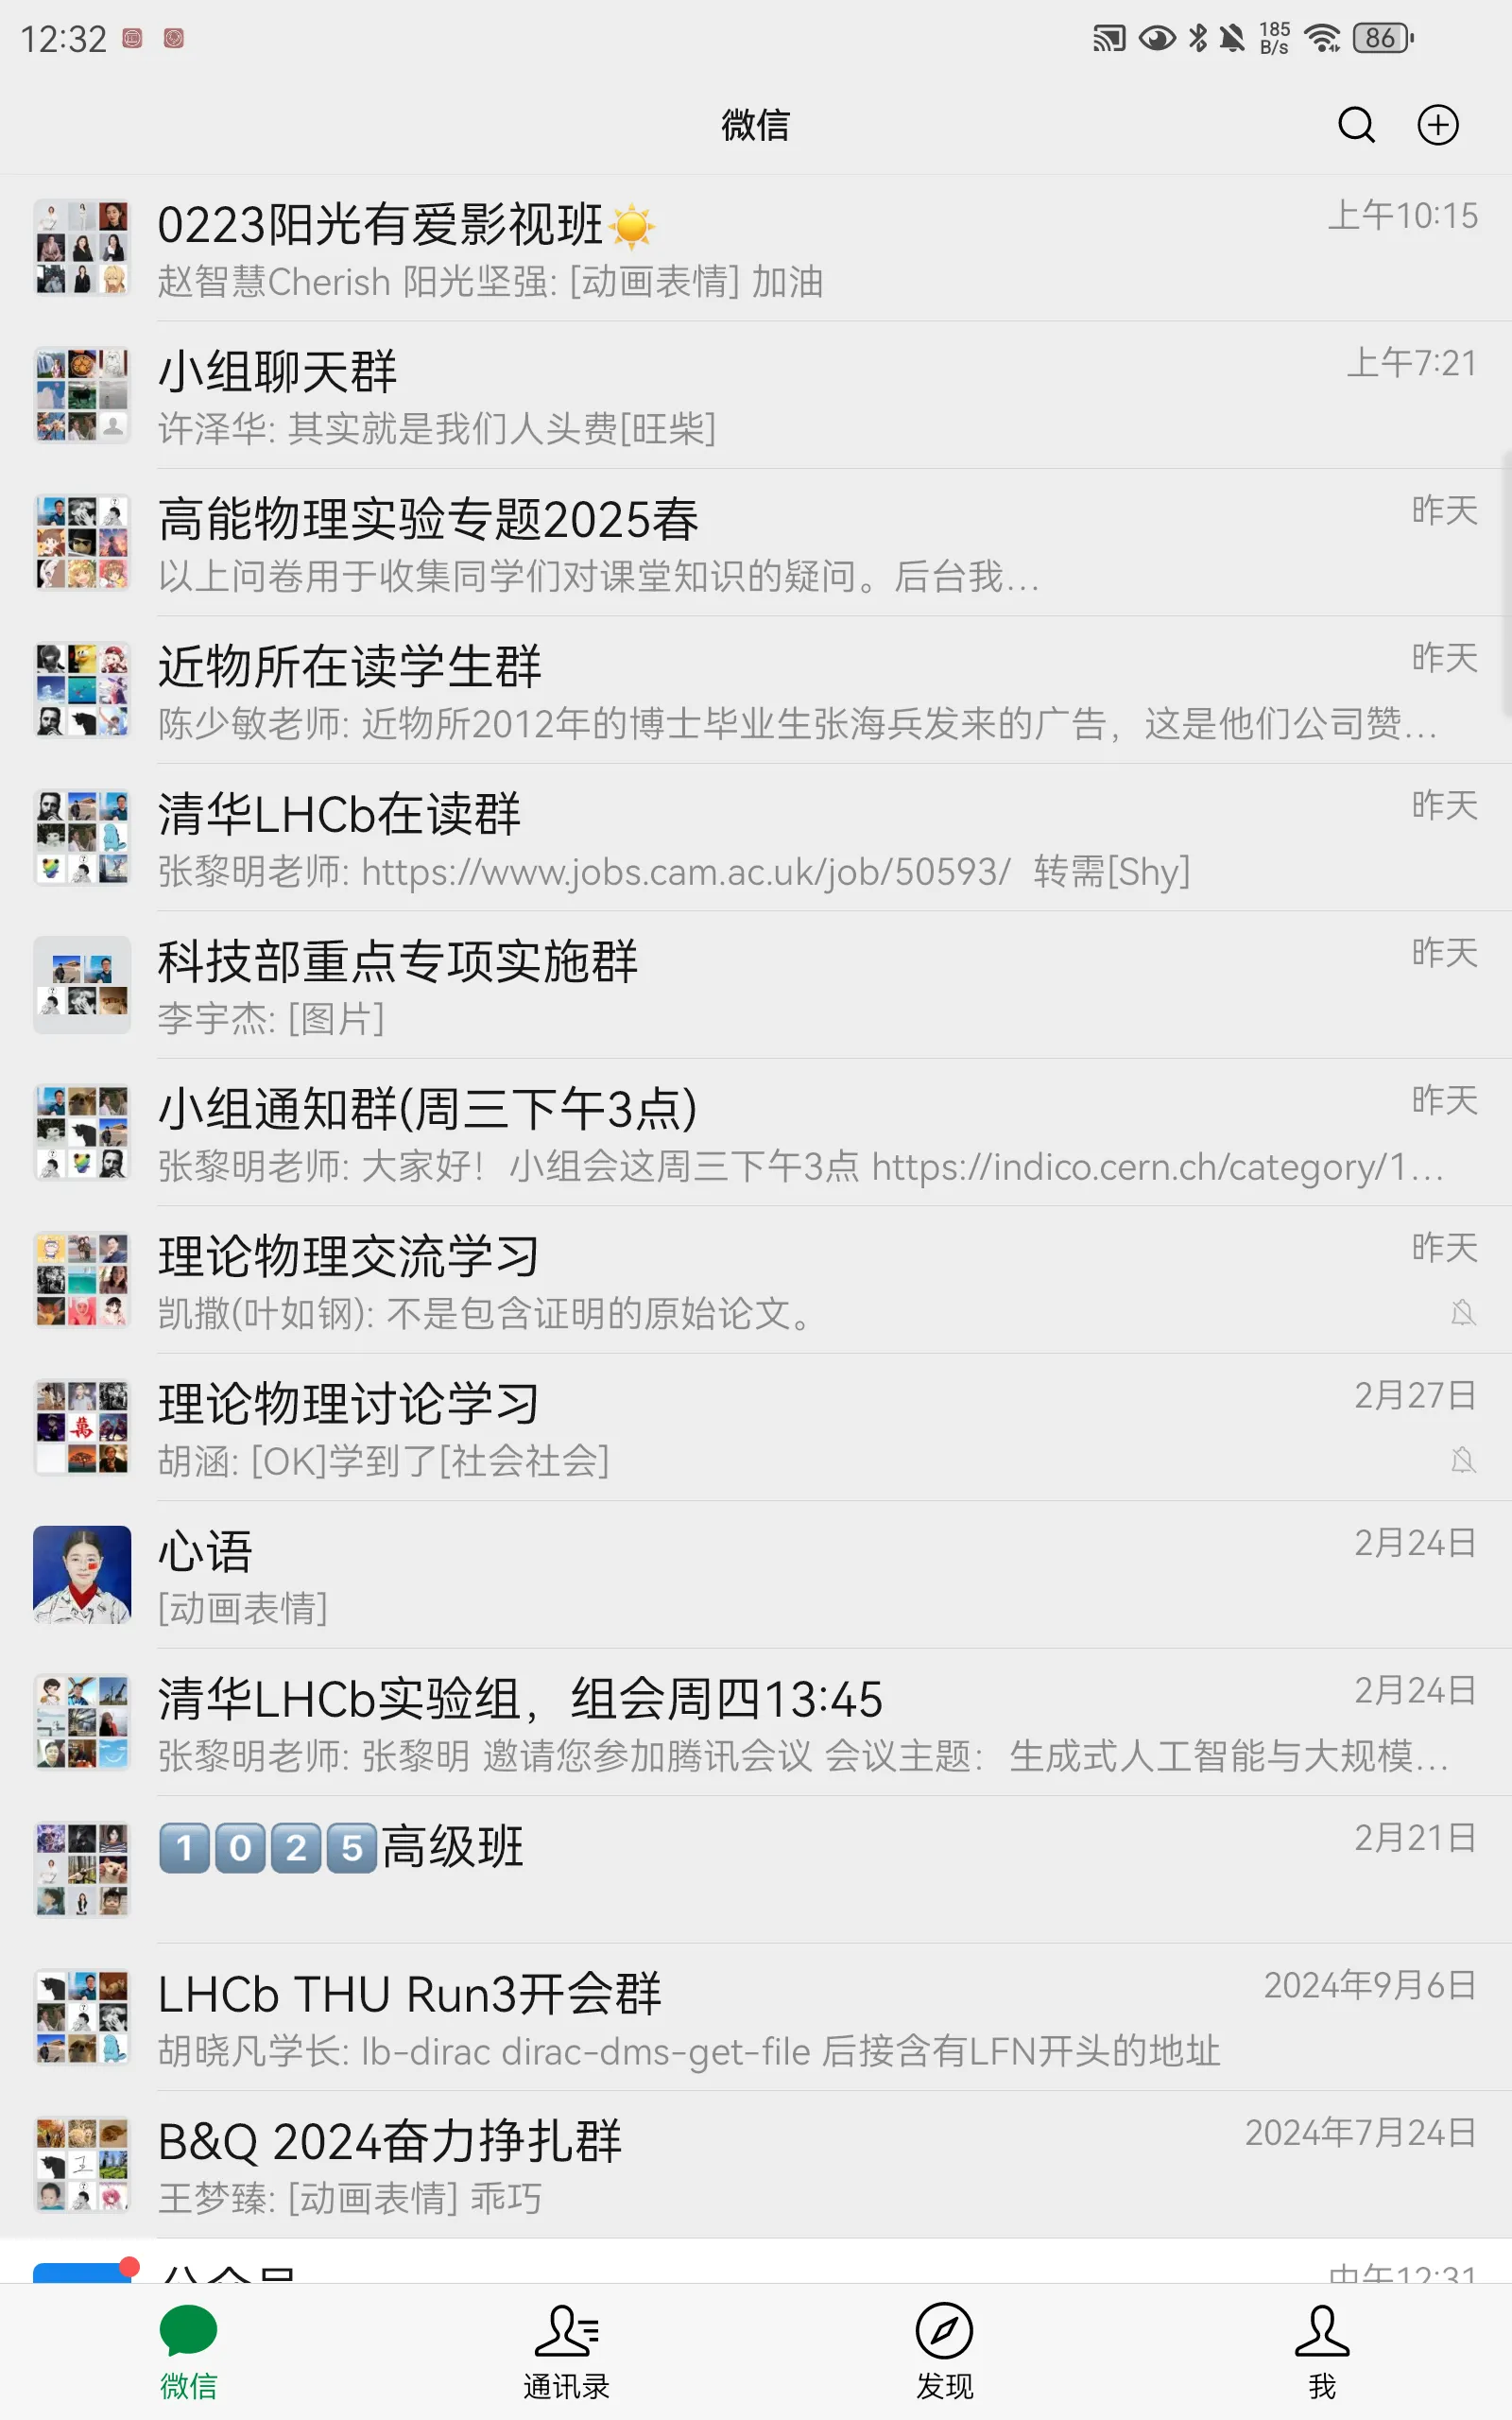 12:32
185
B/s
86
微信
0223阳光有爱影视班☀️
上午10:15
赵智慧Cherish 阳光坚强: [动画表情] 加油
小组聊天群
上午7:21
许泽华: 其实就是我们人头费[旺柴]
高能物理实验专题2025春
昨天
以上问卷用于收集同学们对课堂知识的疑问。后台我…
近物所在读学生群
昨天
陈少敏老师: 近物所2012年的博士毕业生张海兵发来的广告，这是他们公司赞…
清华LHCb在读群
昨天
张黎明老师: https://www.jobs.cam.ac.uk/job/50593/ 转需[Shy]
科技部重点专项实施群
昨天
李宇杰: [图片]
小组通知群(周三下午3点)
昨天
张黎明老师: 大家好！小组会这周三下午3点 https://indico.cern.ch/category/1…
理论物理交流学习
昨天
凯撒(叶如钢): 不是包含证明的原始论文。
理论物理讨论学习
2月27日
胡涵: [OK]学到了[社会社会]
心语
2月24日
[动画表情]
清华LHCb实验组，组会周四13:45
2月24日
张黎明老师: 张黎明 邀请您参加腾讯会议 会议主题：生成式人工智能与大规模…
1️⃣0️⃣2️⃣5️⃣高级班
2月21日
LHCb THU Run3开会群
2024年9月6日
胡晓凡学长: lb-dirac dirac-dms-get-file 后接含有LFN开头的地址
B&Q 2024奋力挣扎群
2024年7月24日
王梦臻: [动画表情] 乖巧
公众号
中午12:31
微信
通讯录
发现
我